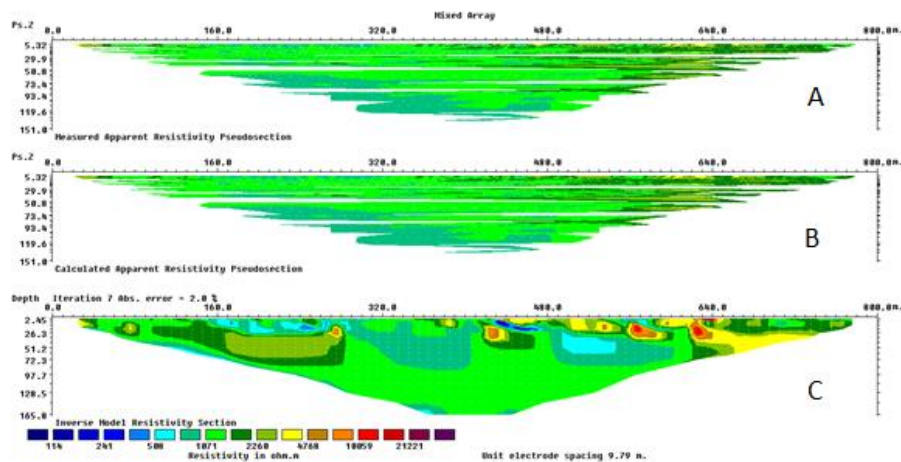 Mixed Array
Ps.Z 0.0 160.0 320.0 480.0 640.0 800.0m.
5.32
29.9
50.8
73.4
93.4
119.6
151.0
A
Measured Apparent Resistivity Pseudosection
Ps.Z 0.0 160.0 320.0 480.0 640.0 800.0m.
5.32
29.9
50.8
73.4
93.4
119.6
151.0
B
Calculated Apparent Resistivity Pseudosection
Depth Iteration 7 Abs. error = 2.0 %
0.0 160.0 320.0 480.0 640.0 800.0m.
2.45
26.3
51.2
72.3
97.7
128.5
165.0
C
Inverse Model Resistivity Section
114 241 508 1071 2260 4768 10059 21221
Resistivity in ohm.m Unit electrode spacing 9.79 m.